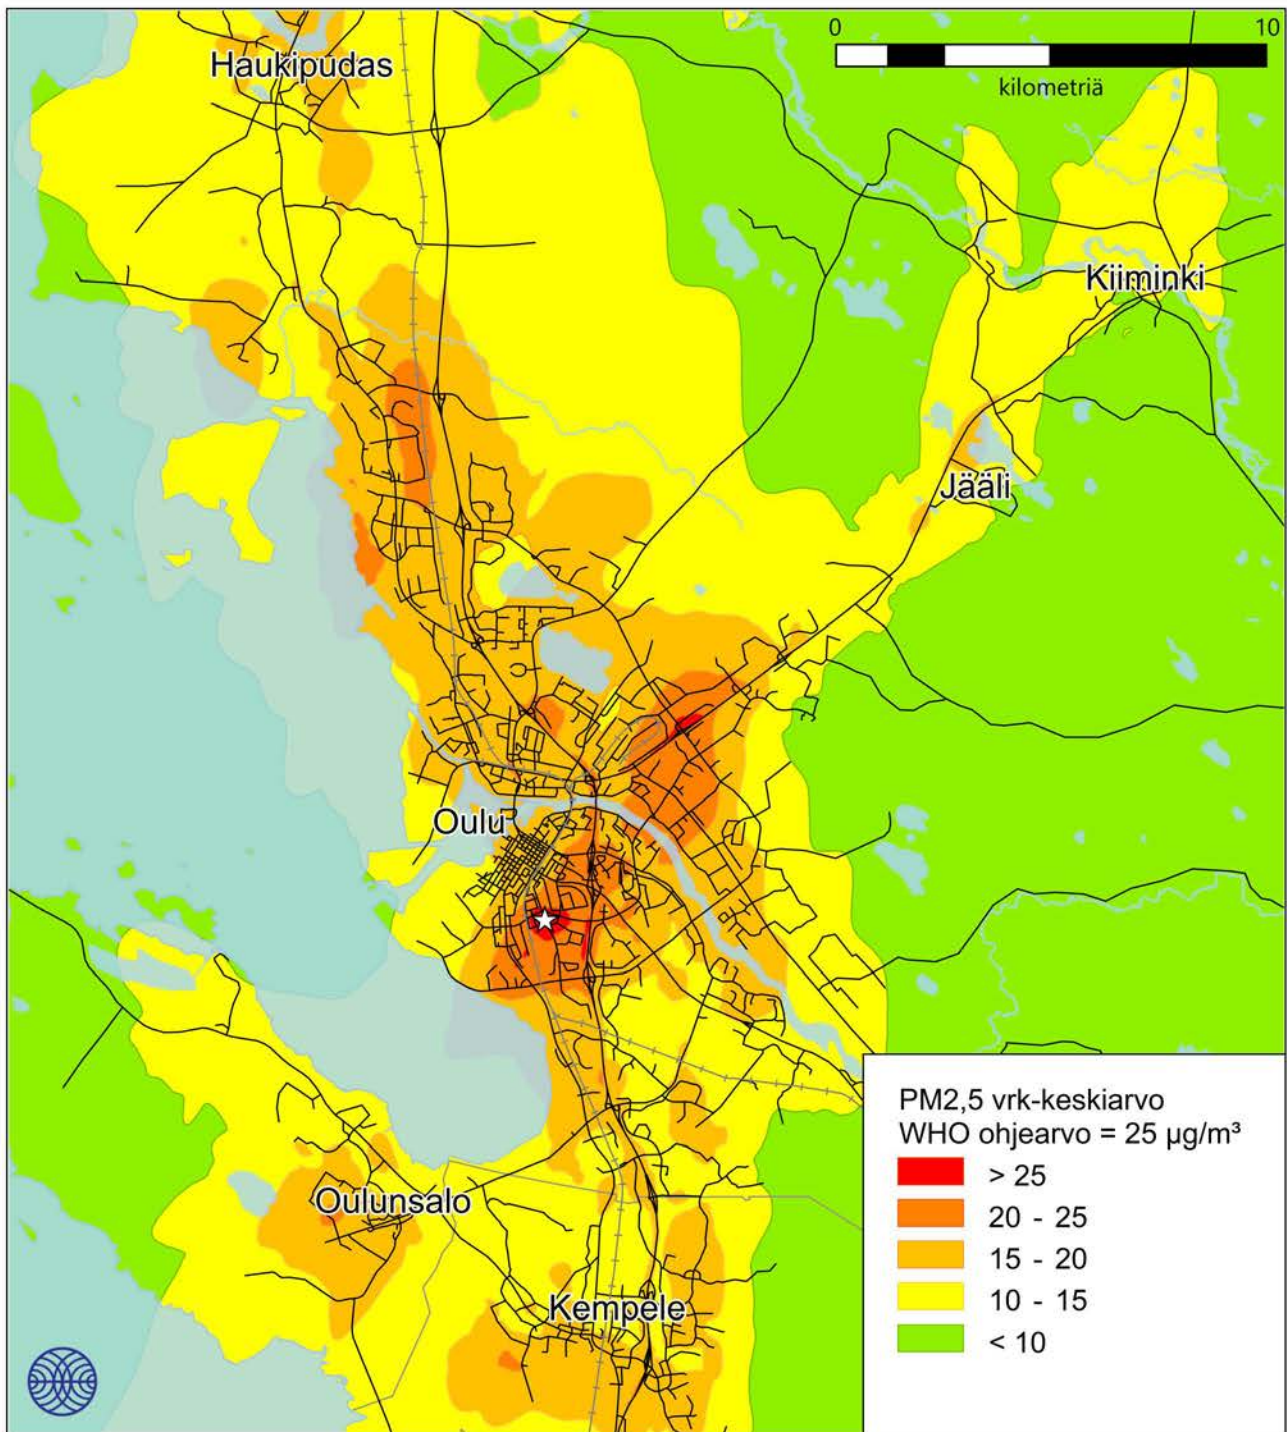 0 10
kilometriä
Haukipudas
Kiiminki
Jääli
Oulu
Oulunsalo
Kempele
PM2,5 vrk-keskiarvo
WHO ohjearvo = 25 µg/m³
> 25
20 - 25
15 - 20
10 - 15
< 10